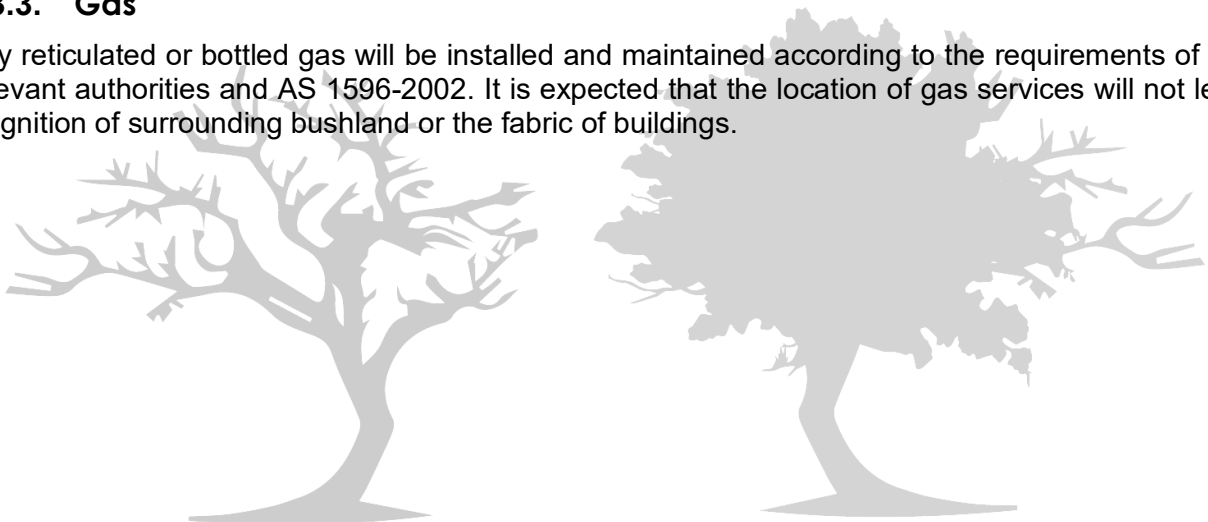 3.3. Gas
y reticulated or bottled gas will be installed and maintained according to the requirements of
evant authorities and AS 1596-2002. It is expected that the location of gas services will not le
gnition of surrounding bushland or the fabric of buildings.